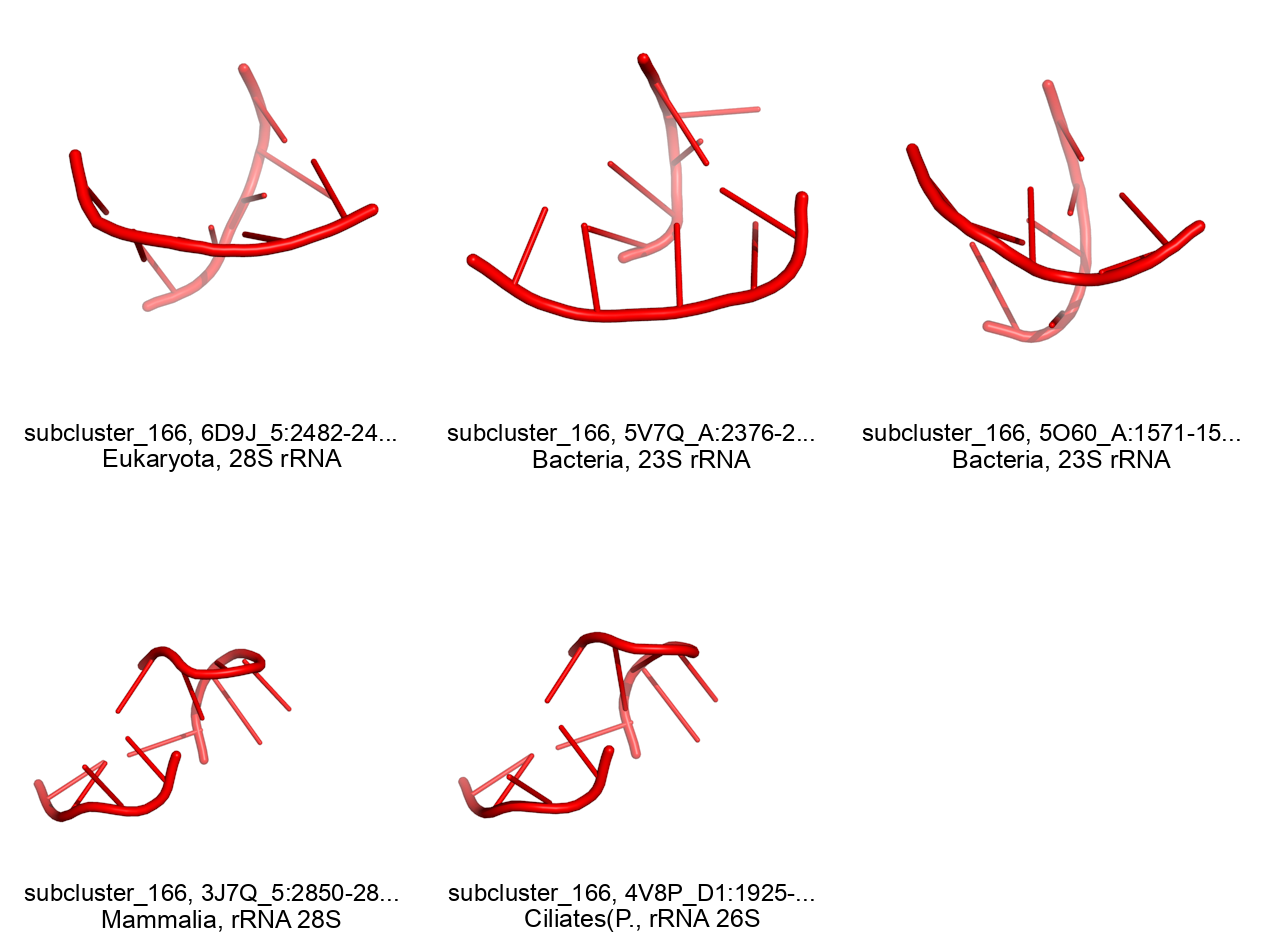 subcluster_166, 6D9J_5:2482-24...
Eukaryota, 28S rRNA
subcluster_166, 5V7Q_A:2376-2...
Bacteria, 23S rRNA
subcluster_166, 5O60_A:1571-15...
Bacteria, 23S rRNA
subcluster_166, 3J7Q_5:2850-28...
Mammalia, rRNA 28S
subcluster_166, 4V8P_D1:1925-...
Ciliates(P., rRNA 26S